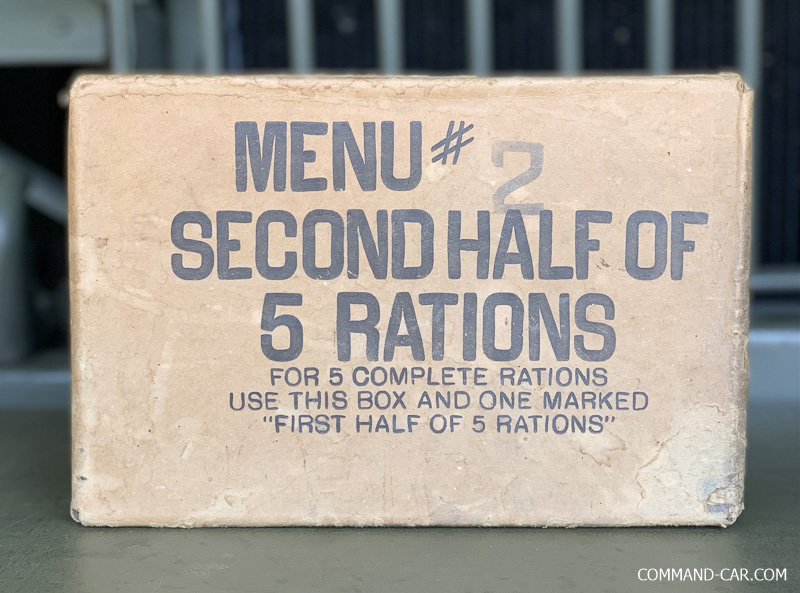 MENU # 2
SECOND HALF OF
5 RATIONS
FOR 5 COMPLETE RATIONS
USE THIS BOX AND ONE MARKED
"FIRST HALF OF 5 RATIONS"
COMMAND-CAR.COM